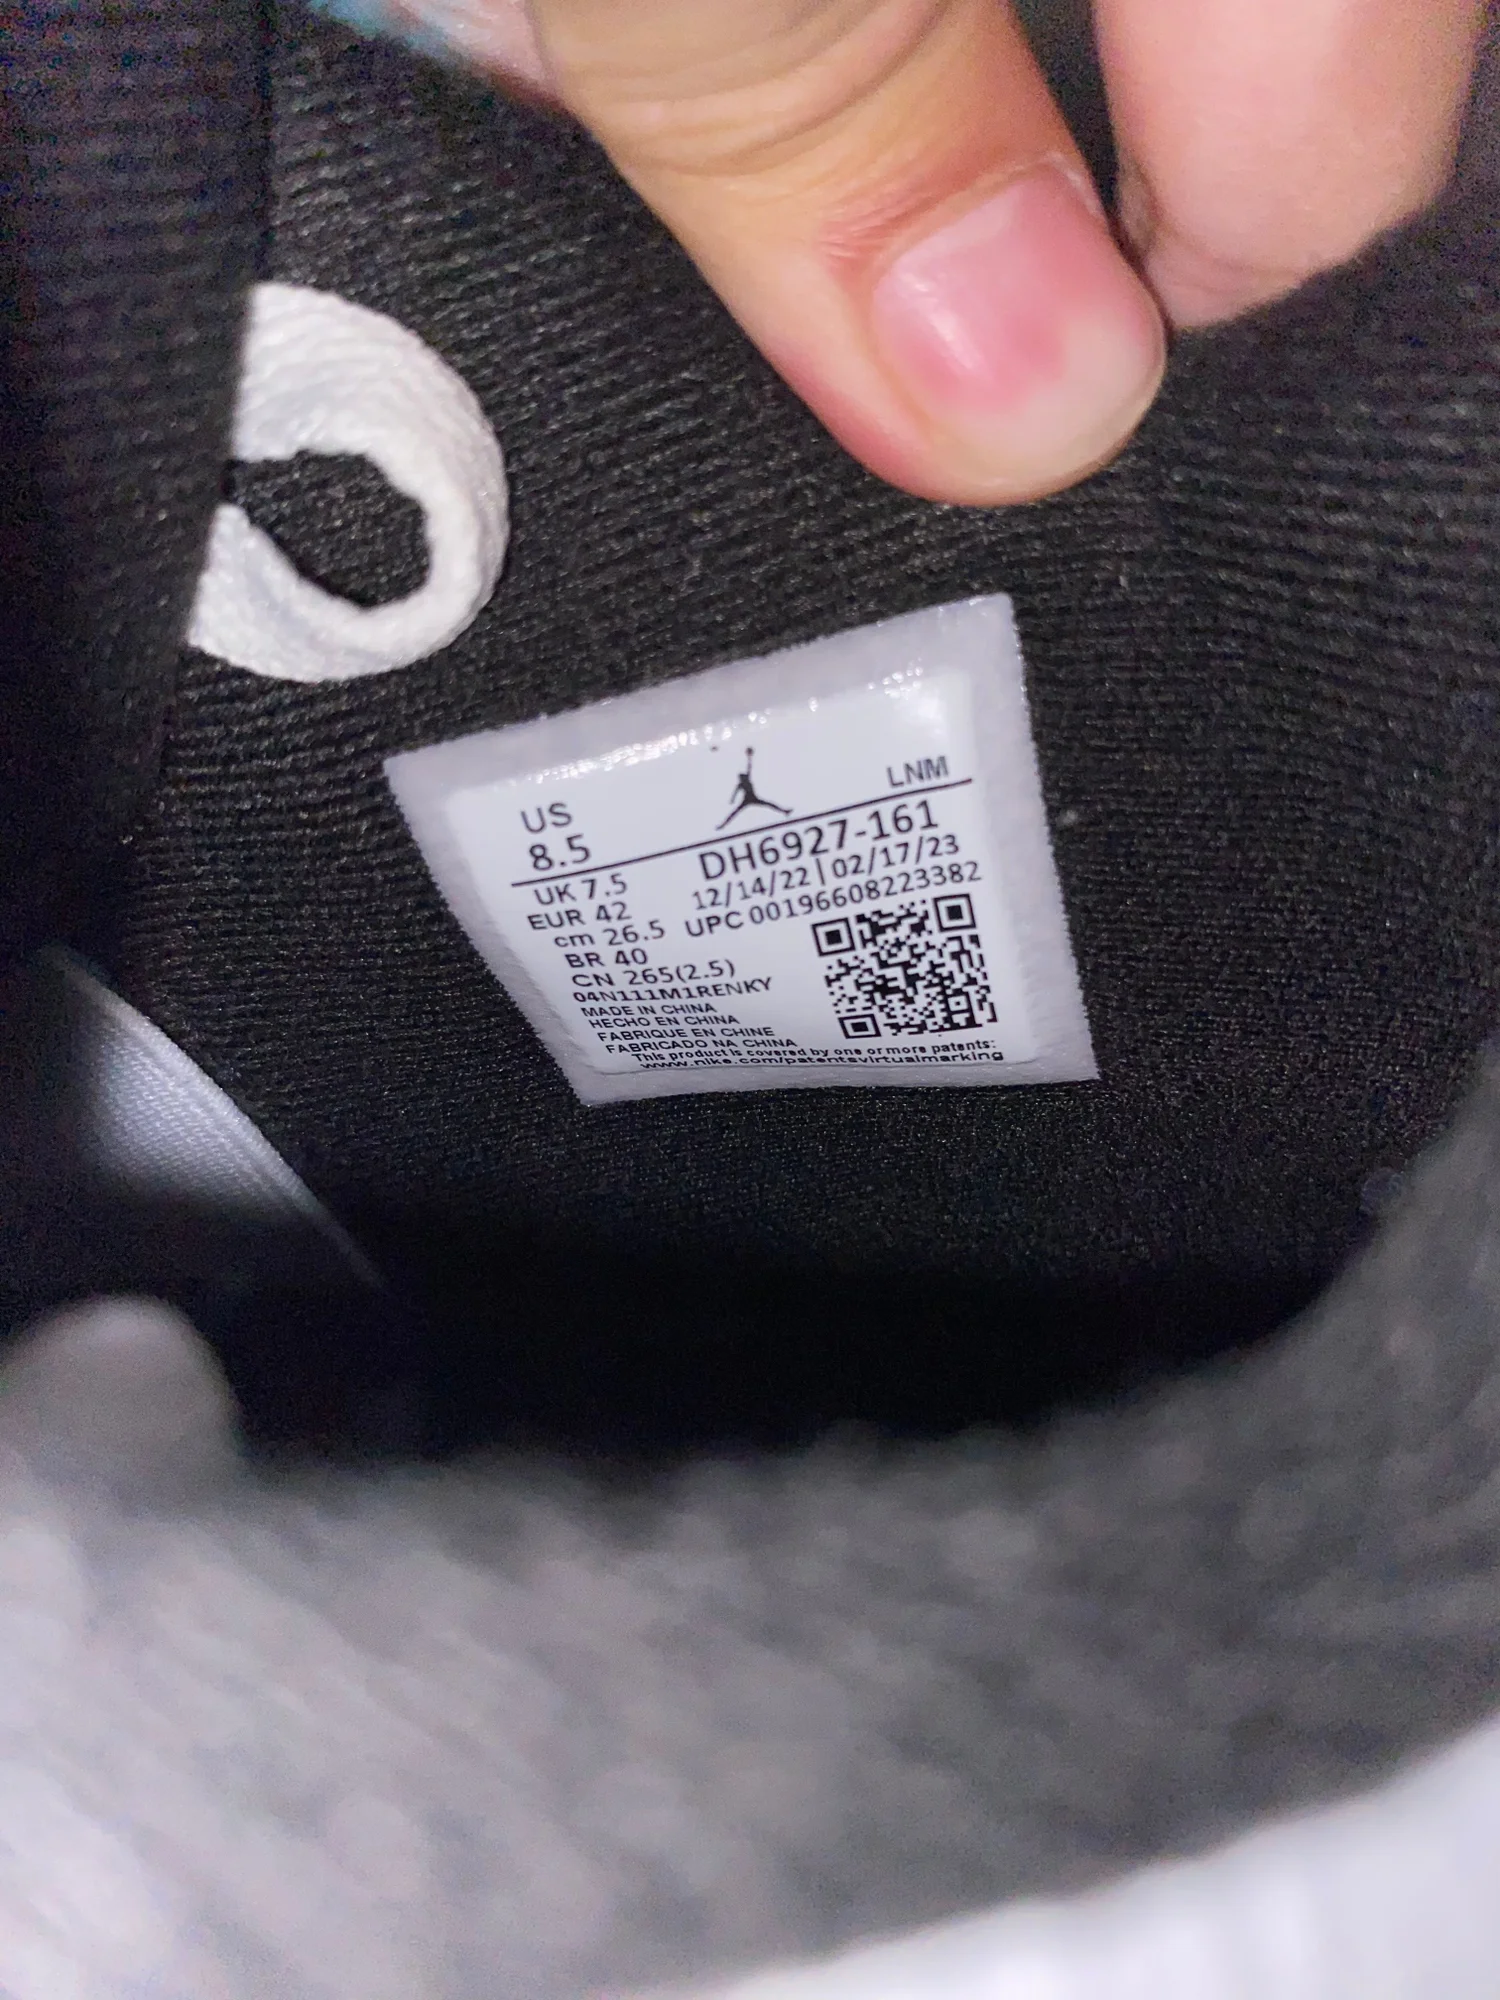 US
LNM
8.5
DH6927-161
UK 7.5
12/14/22 | 02/17/23
EUR 42
UPC 00196608223382
cm 26.5
BR 40
CN 265(2.5)
04N111M1RENKY
MADE IN CHINA
HECHO EN CHINA
FABRIQUE EN CHINE
FABRICADO NA CHINA
This product is covered by one or more patents:
www.nike.com/patentsvirtualmarking